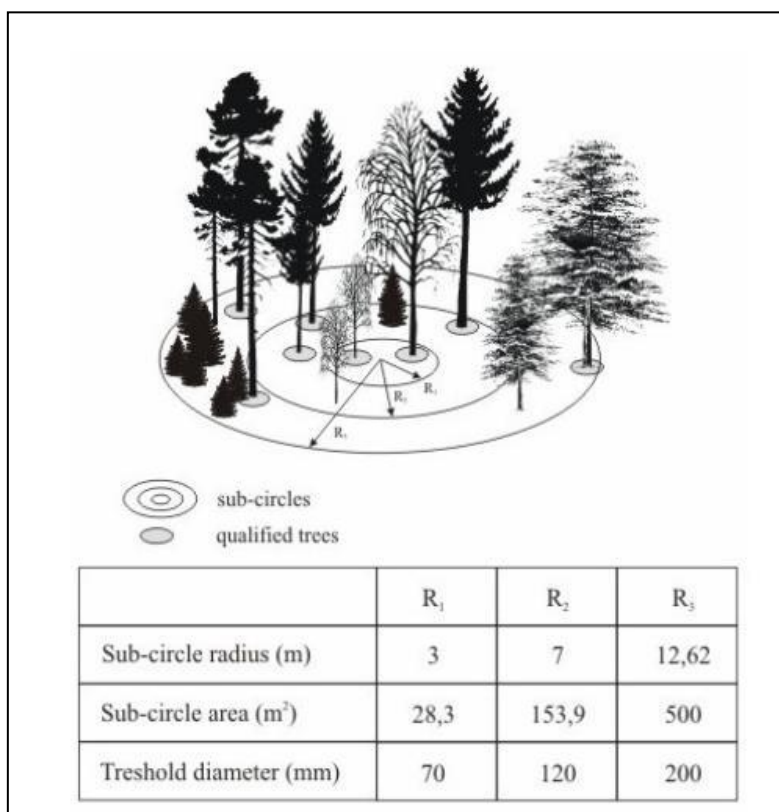 R₁
R₂
R₃
sub-circles
qualified trees
R₁ R₂ R₃
Sub-circle radius (m) 3 7 12,62
Sub-circle area (m²) 28,3 153,9 500
Treshold diameter (mm) 70 120 200